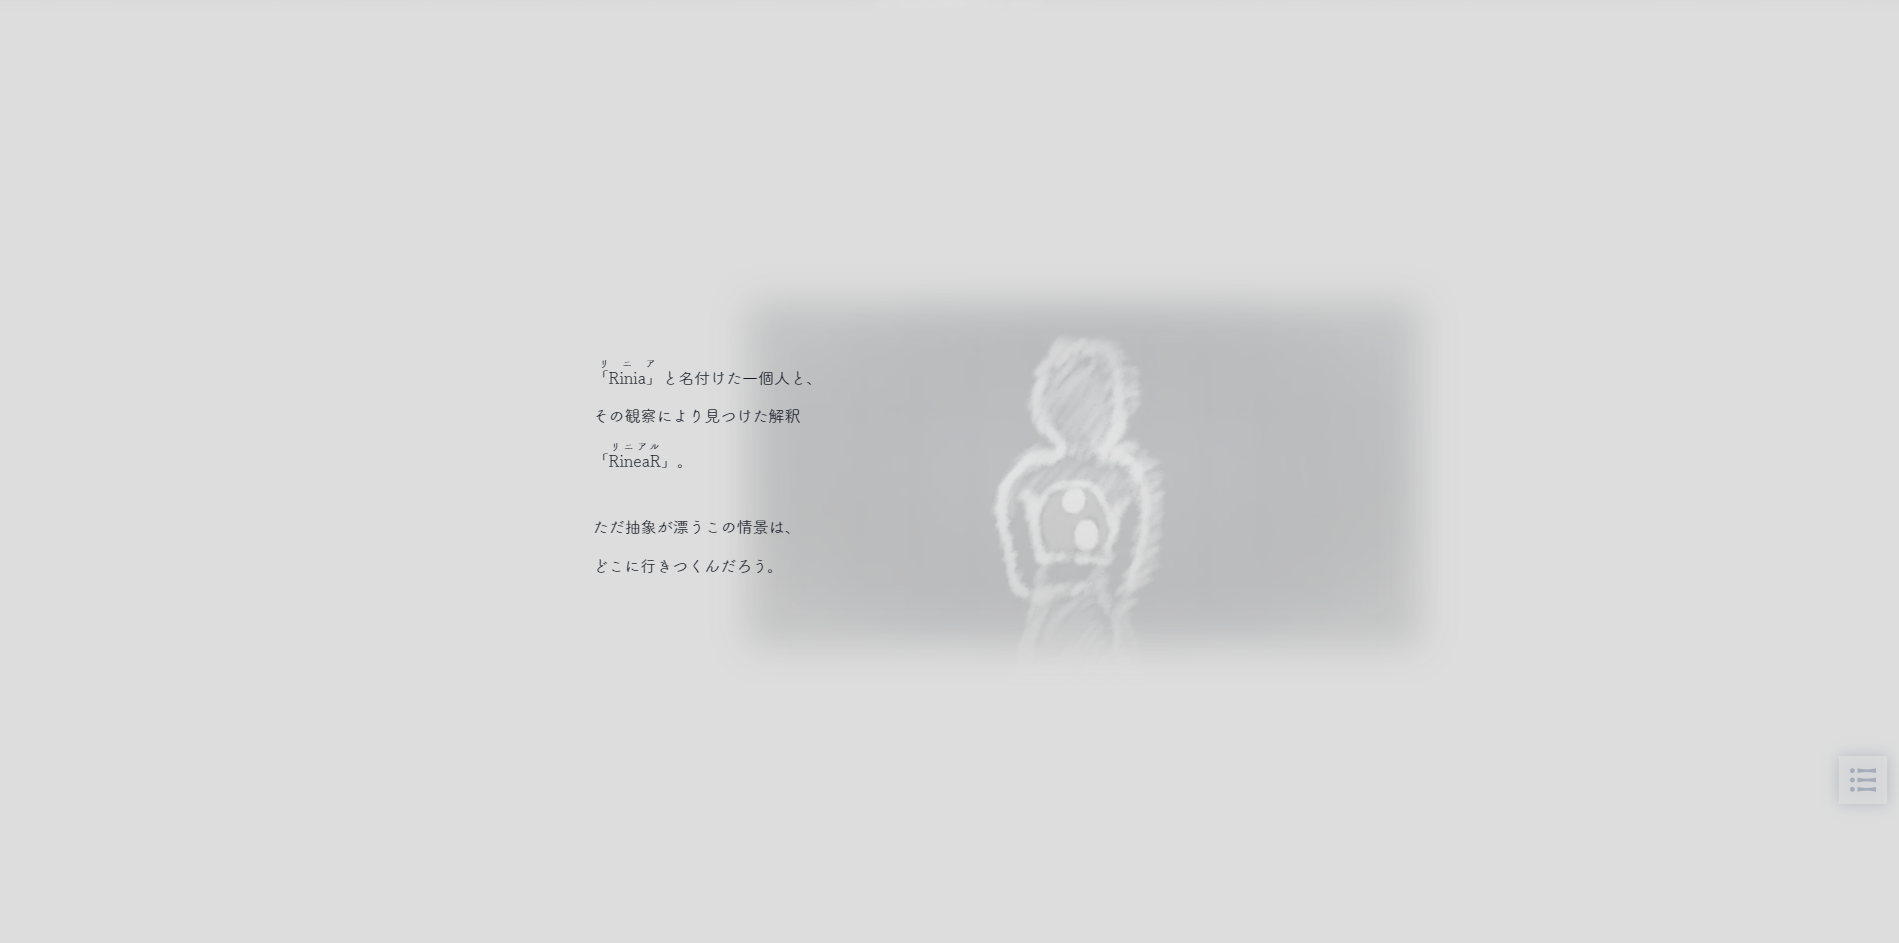 リニア
「Rinia」と名付けた一個人と、
その観察により見つけた解釈
リニアル
「RineaR」。
ただ抽象が漂うこの情景は、
どこに行きつくんだろう。